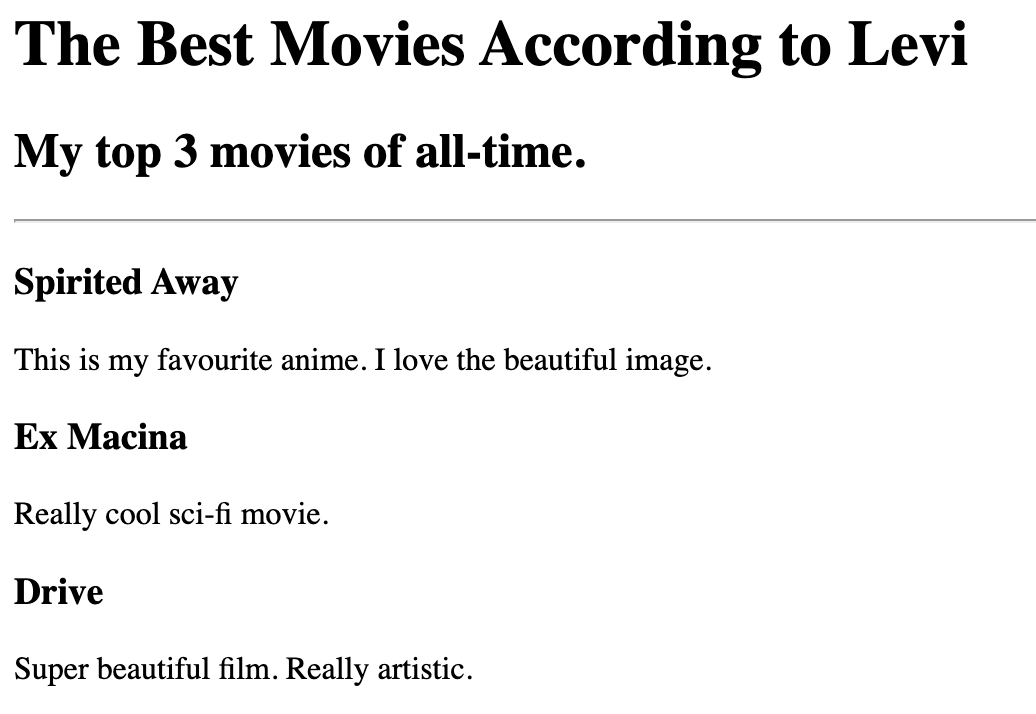 The Best Movies According to Levi
My top 3 movies of all-time.
Spirited Away
This is my favourite anime. I love the beautiful image.
Ex Macina
Really cool sci-fi movie.
Drive
Super beautiful film. Really artistic.